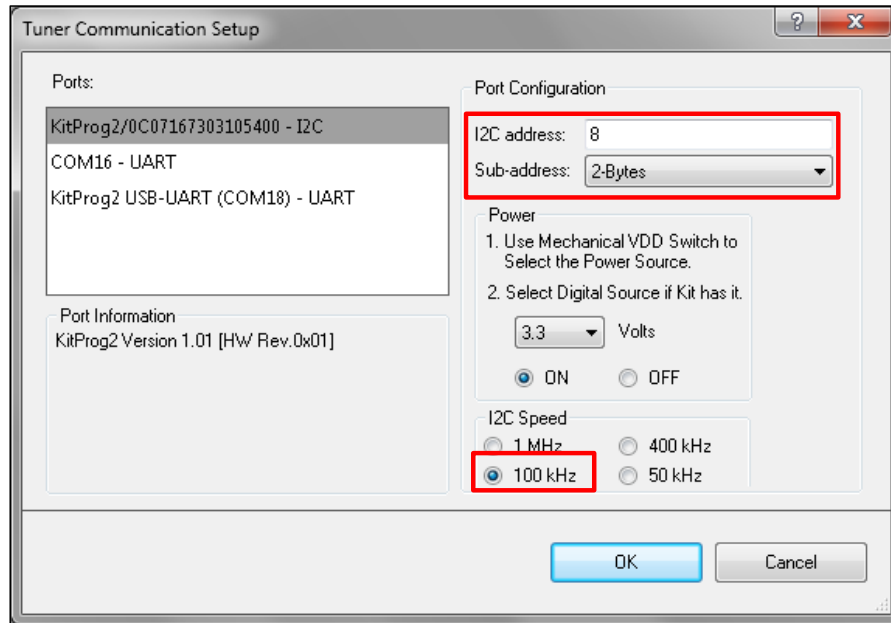 Tuner Communication Setup
Ports:
KitProg2/0C07167303105400 - I2C
COM16 - UART
KitProg2 USB-UART (COM18) - UART
Port Information
KitProg2 Version 1.01 [HW Rev.0x01]
Port Configuration
I2C address: 8
Sub-address: 2-Bytes
Power
1. Use Mechanical VDD Switch to
Select the Power Source.
2. Select Digital Source if Kit has it.
3.3 Volts
ON OFF
I2C Speed
1 MHz 400 kHz
100 kHz 50 kHz
OK Cancel